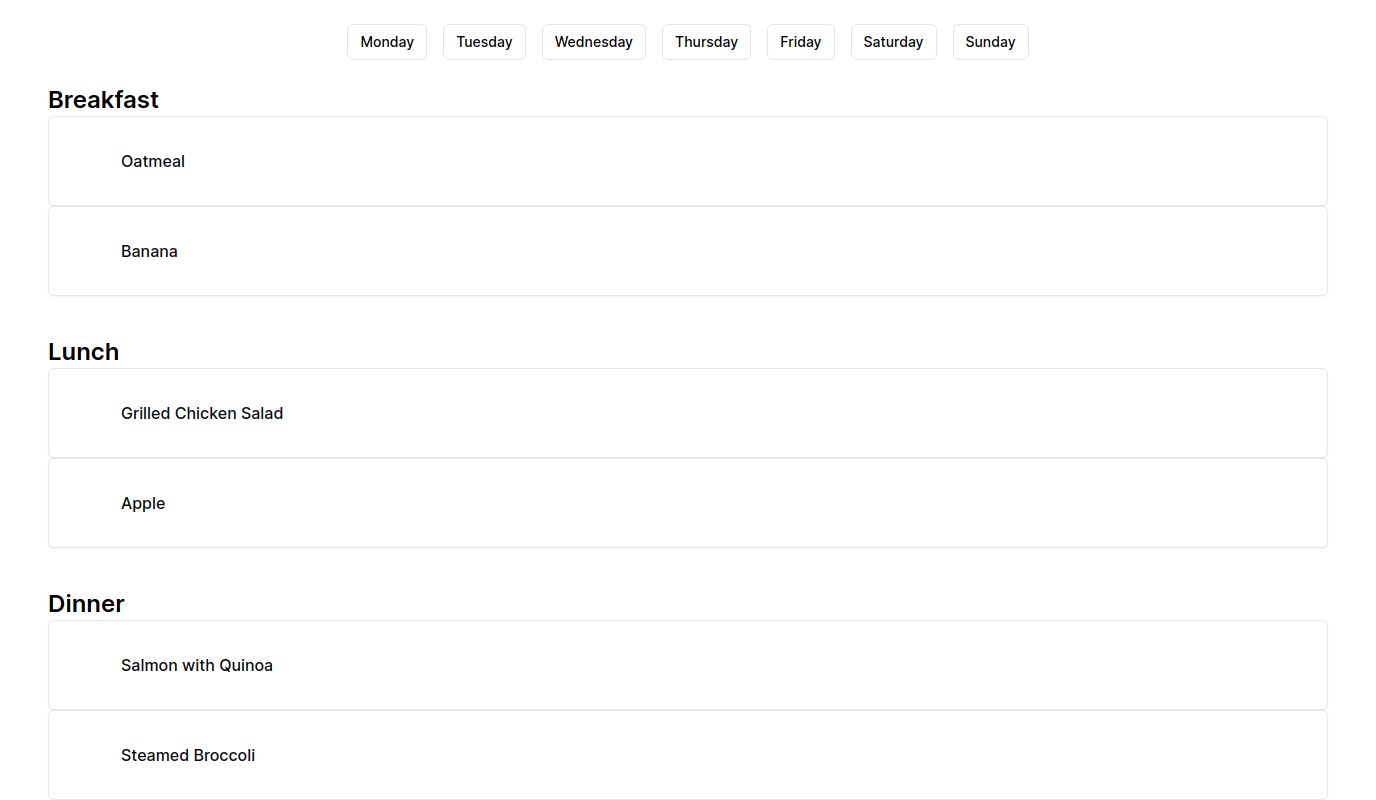 Monday Tuesday Wednesday Thursday Friday Saturday Sunday
Breakfast
Oatmeal
Banana
Lunch
Grilled Chicken Salad
Apple
Dinner
Salmon with Quinoa
Steamed Broccoli